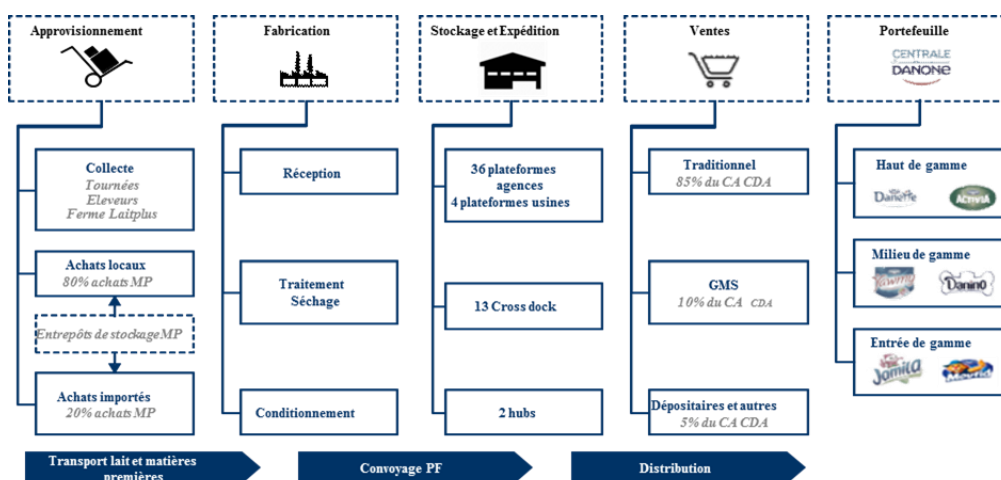 Approvisionnement
Fabrication
Stockage et Expédition
Ventes
Portefeuille
CENTRALE
DANONE
Collecte
Tournées
Eleveurs
Ferme Laitplus
Achats locaux
80% achats MP
Entrepôts de stockage MP
Achats importés
20% achats MP
Réception
Traitement
Séchage
Conditionnement
36 plateformes
agences
4 plateformes usines
13 Cross dock
2 hubs
Traditionnel
85% du CA CDA
GMS
10% du CA CDA
Dépositaires et autres
5% du CA CDA
Haut de gamme
Danette
ACTIVIA
Milieu de gamme
Danino
Entrée de gamme
Jamila
Transport lait et matières
premières
Convoyage PF
Distribution